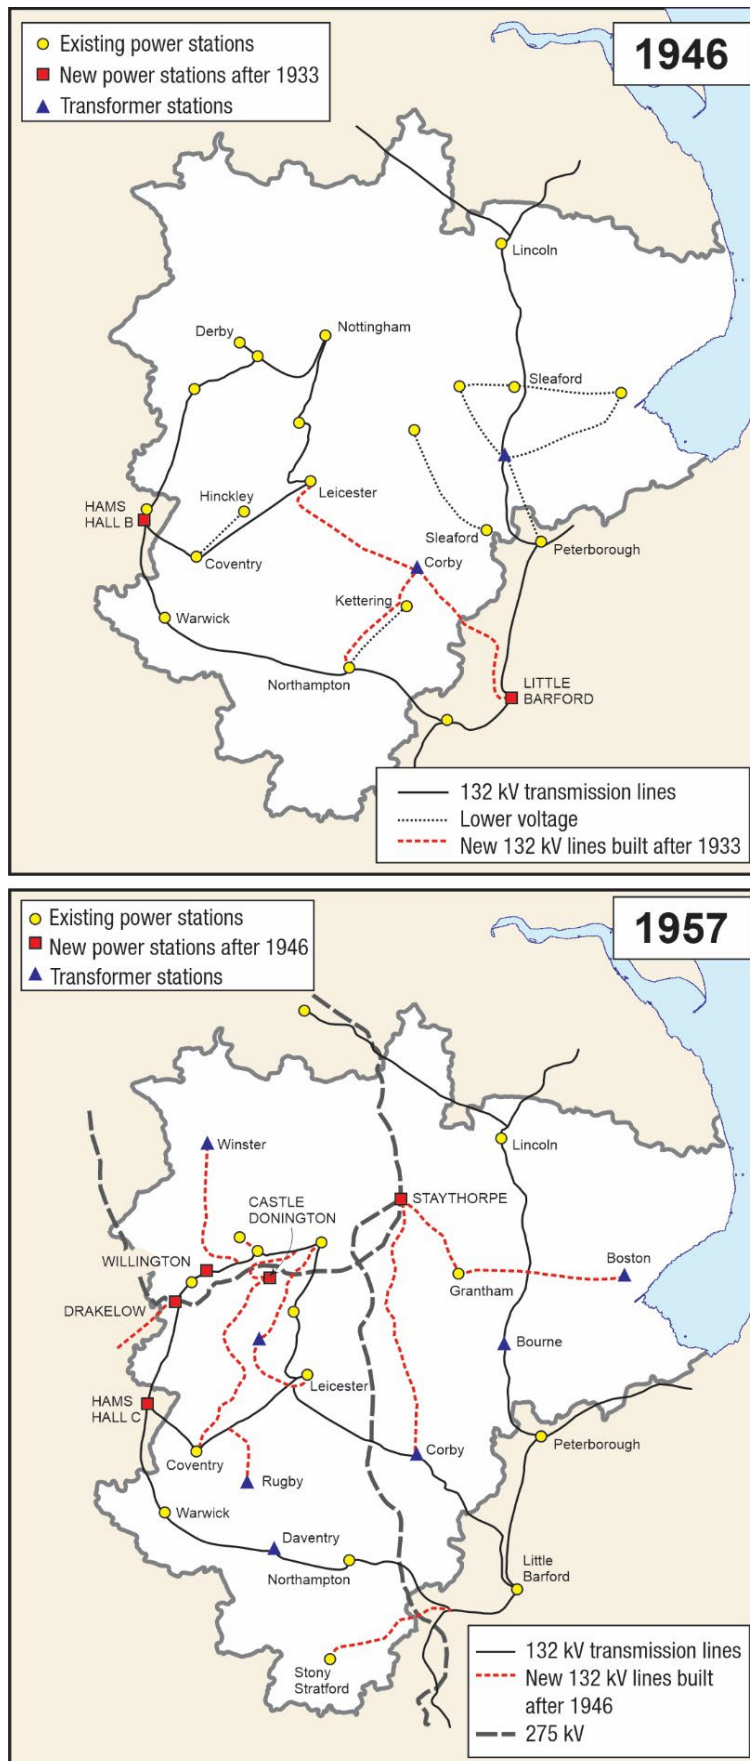 Existing power stations
New power stations after 1933
Transformer stations
1946
Lincoln
Derby
Nottingham
Sleaford
HAMS
HALL B
Hinckley
Leicester
Coventry
Sleaford
Peterborough
Corby
Kettering
Warwick
Northampton
LITTLE
BARFORD
132 kV transmission lines
Lower voltage
New 132 kV lines built after 1933
Existing power stations
New power stations after 1946
Transformer stations
1957
Lincoln
Winster
CASTLE
DONINGTON
STAYTHORPE
WILLINGTON
Boston
Grantham
DRAKELOW
Bourne
Leicester
HAMS
HALL C
Coventry
Corby
Peterborough
Rugby
Warwick
Daventry
Northampton
Little
Barford
Stony
Stratford
132 kV transmission lines
New 132 kV lines built
after 1946
275 kV